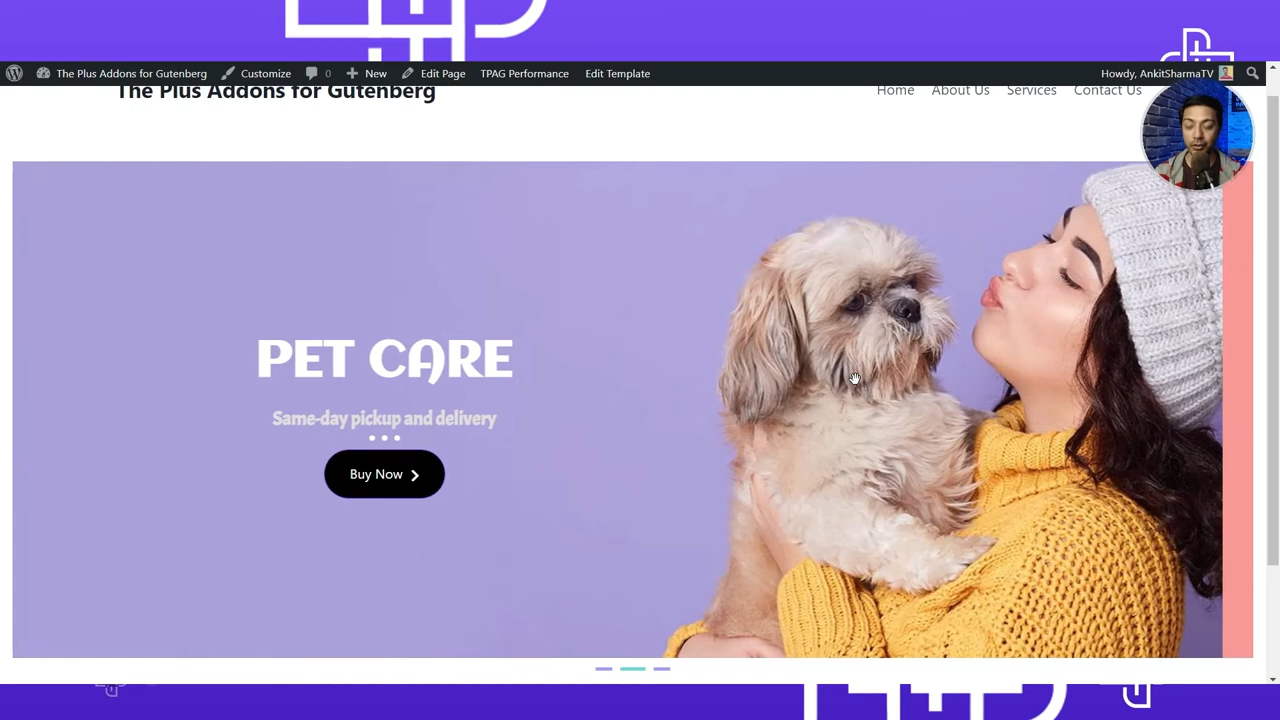 The Plus Addons for Gutenberg Customize 0 New Edit Page TPAG Performance Edit Template Howdy, AnkitSharmaTV
The Plus Addons for Gutenberg Home About Us Services Contact Us
PET CARE
Same-day pickup and delivery
Buy Now